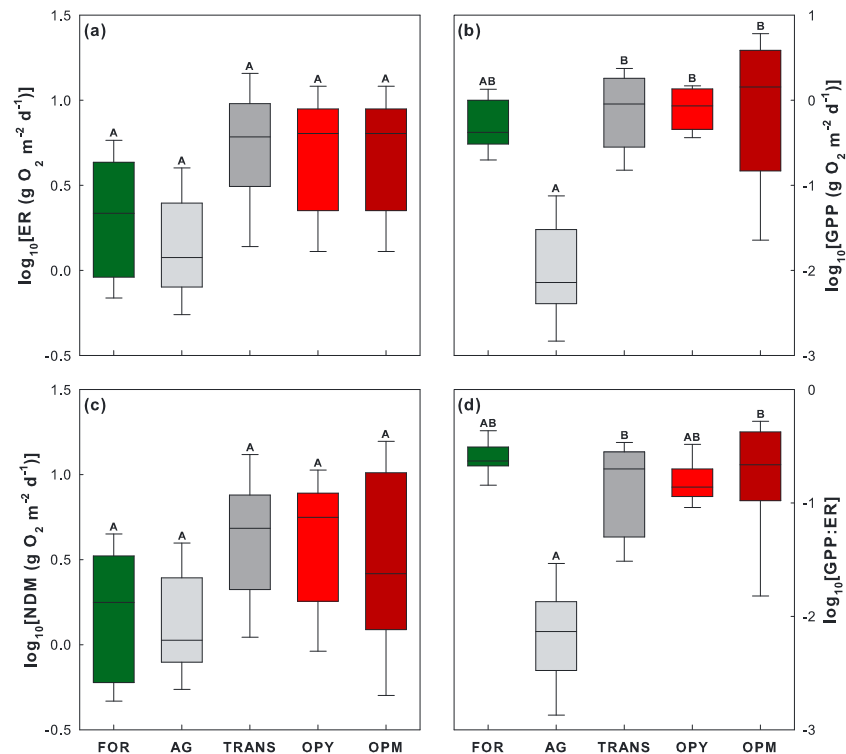 (a)
log10[ER (g O2 m−2 d−1)]
1.5
1.0
0.5
0.0
-0.5
A
A
A
A
A
(b)
log10[GPP (g O2 m−2 d−1)]
1
0
-1
-2
-3
AB
A
B
B
B
(c)
log10[NDM (g O2 m−2 d−1)]
1.5
1.0
0.5
0.0
-0.5
A
A
A
A
A
FOR AG TRANS OPY OPM
(d)
log10[GPP:ER]
0
-1
-2
-3
AB
A
B
AB
B
FOR AG TRANS OPY OPM